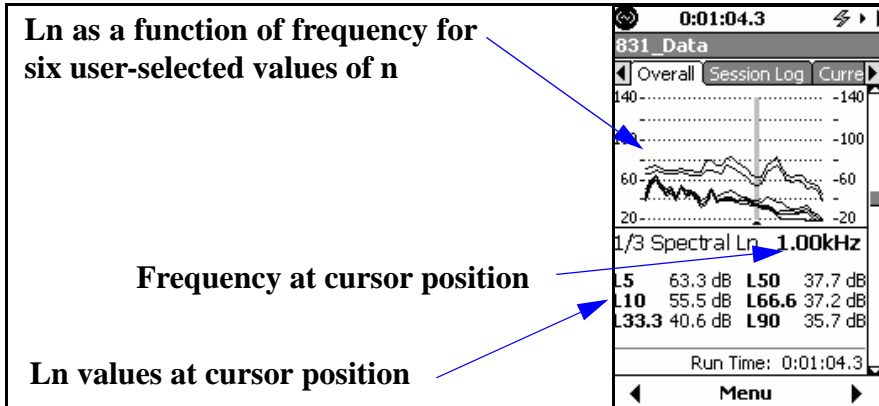 Ln as a function of frequency for
six user-selected values of n
Frequency at cursor position
Ln values at cursor position
0:01:04.3
831_Data
Overall Session Log Curre
140 -140
-100
60 -60
20 -20
1/3 Spectral Ln 1.00kHz
L5 63.3 dB L50 37.7 dB
L10 55.5 dB L66.6 37.2 dB
L33.3 40.6 dB L90 35.7 dB
Run Time: 0:01:04.3
Menu